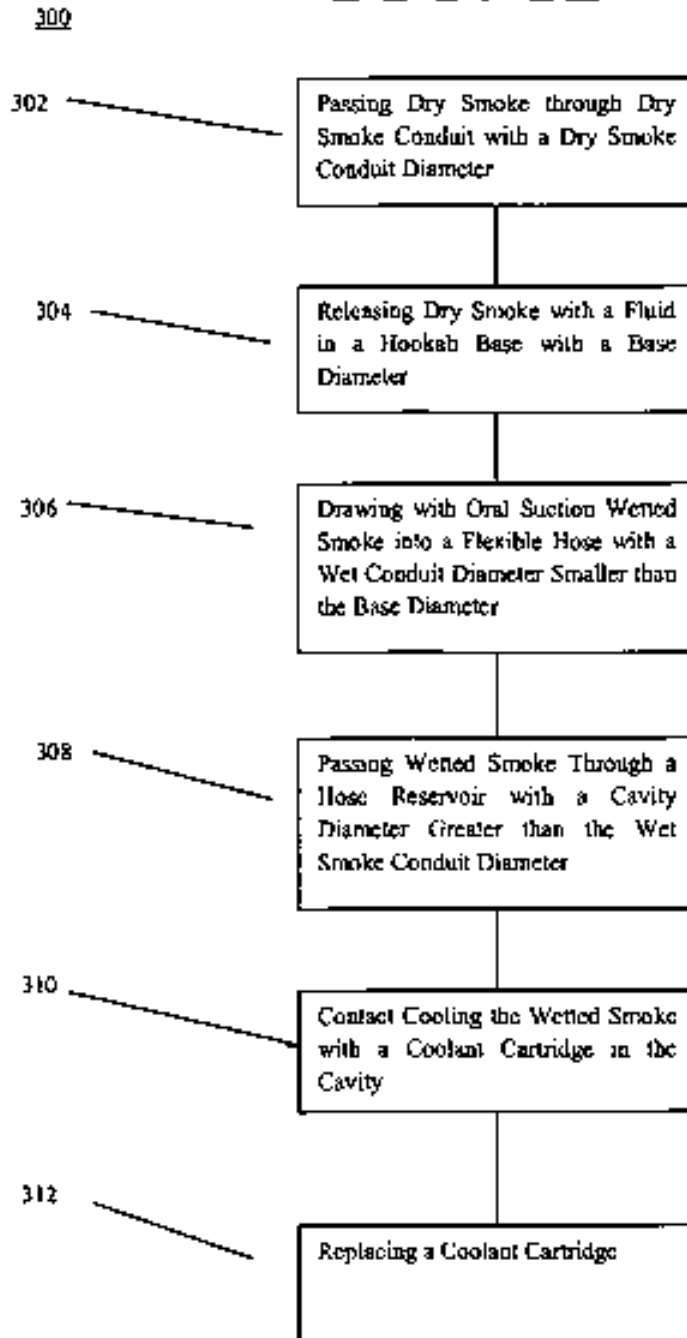 300
302
Passing Dry Smoke through Dry
Smoke Conduit with a Dry Smoke
Conduit Diameter
304
Releasing Dry Smoke with a Fluid
in a Hookah Base with a Base
Diameter
306
Drawing with Oral Suction Wetted
Smoke into a Flexible Hose with a
Wet Conduit Diameter Smaller than
the Base Diameter
308
Passing Wetted Smoke Through a
Hose Reservoir with a Cavity
Diameter Greater than the Wet
Smoke Conduit Diameter
310
Contact Cooling the Wetted Smoke
with a Coolant Cartridge in the
Cavity
312
Replacing a Coolant Cartridge